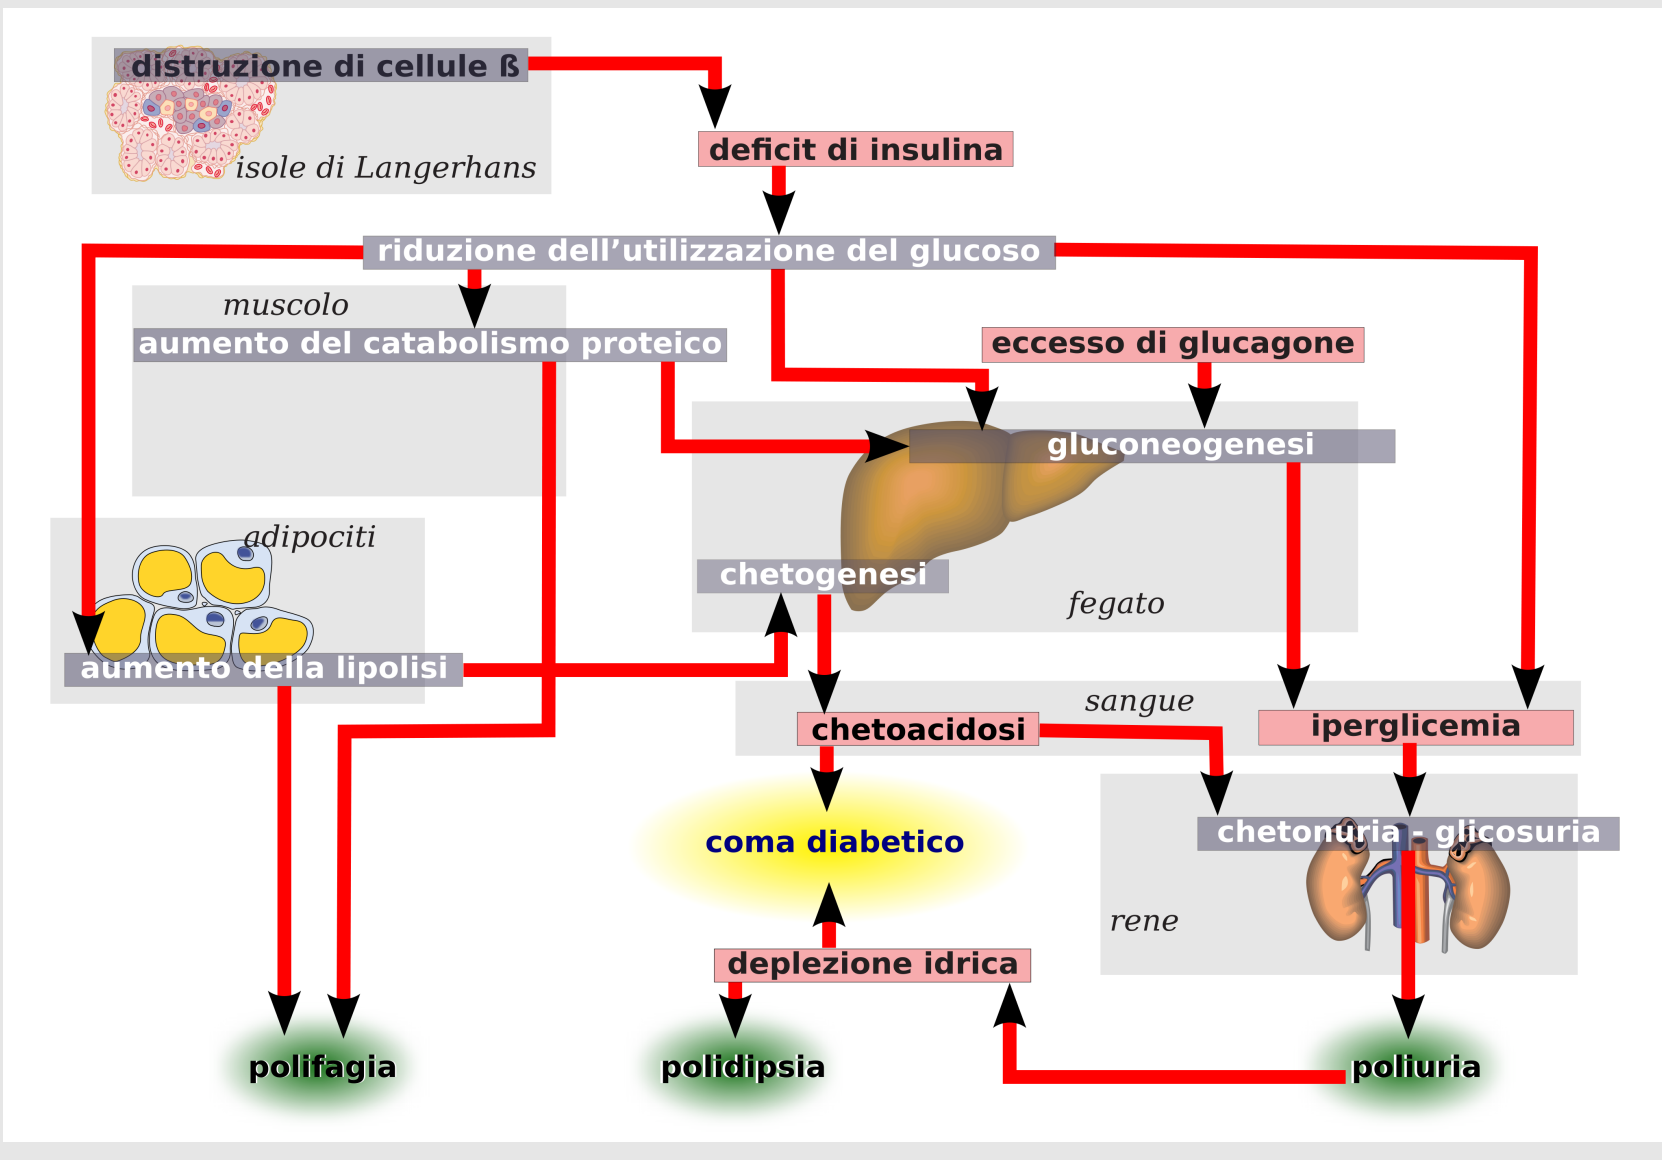 distruzione di cellule ß
isole di Langerhans
deficit di insulina
riduzione dell’utilizzazione del glucoso
muscolo
aumento del catabolismo proteico
eccesso di glucagone
gluconeogenesi
adipociti
chetogenesi
fegato
aumento della lipolisi
sangue
chetoacidosi
iperglicemia
coma diabetico
chetonuria - glicosuria
rene
deplezione idrica
polifagia
polidipsia
poliuria